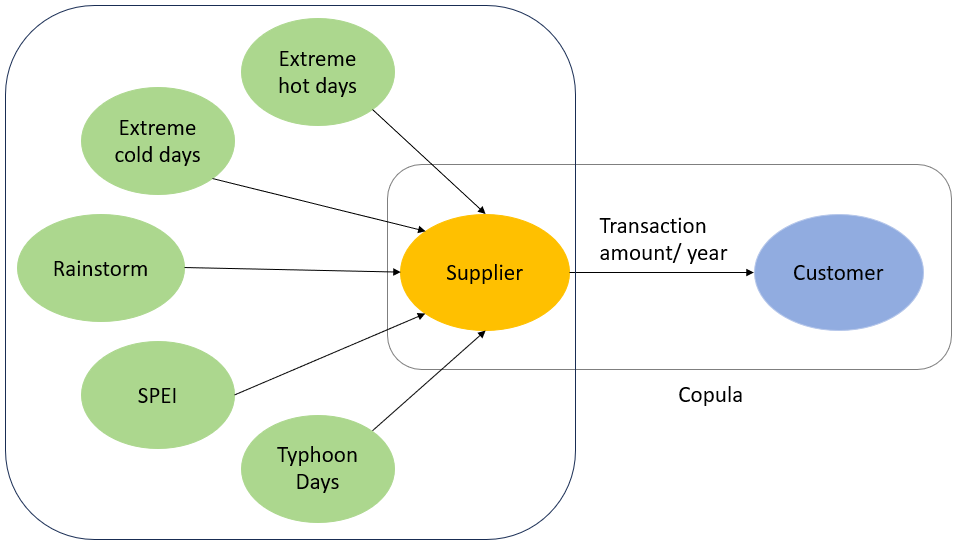 Extreme
hot days
Extreme
cold days
Rainstorm
SPEI
Typhoon
Days
Supplier
Transaction
amount/ year
Customer
Copula